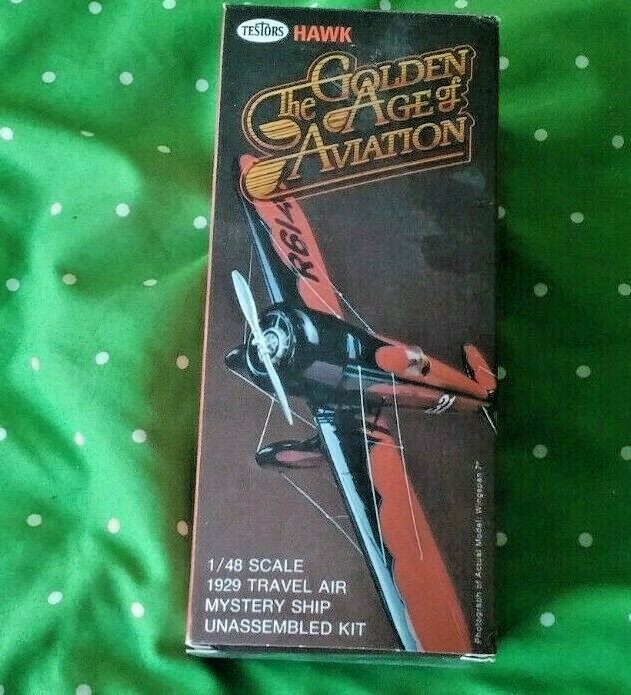 TESTORS HAWK
The GOLDEN
AGE of
AVIATION
R614
21
1/48 SCALE
1929 TRAVEL AIR
MYSTERY SHIP
UNASSEMBLED KIT
Photograph of Actual Model: Wingspan 7"